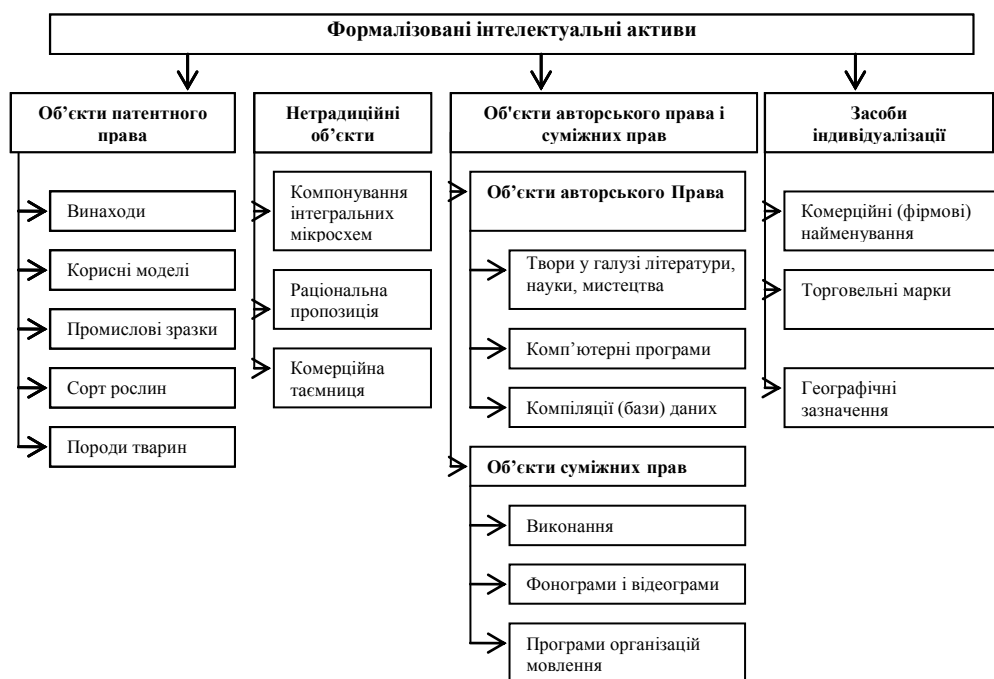 Формалізовані інтелектуальні активи
Об’єкти патентного
права
Винаходи
Корисні моделі
Промислові зразки
Сорт рослин
Породи тварин
Нетрадиційні
об’єкти
Компонування
інтегральних
мікросхем
Раціональна
пропозиція
Комерційна
таємниця
Об'єкти авторського права і
суміжних прав
Об’єкти авторського Права
Твори у галузі літератури,
науки, мистецтва
Комп’ютерні програми
Компіляції (бази) даних
Об’єкти суміжних прав
Виконання
Фонограми і відеограми
Програми організацій
мовлення
Засоби
індивідуалізації
Комерційні (фірмові)
найменування
Торговельні марки
Географічні
зазначення